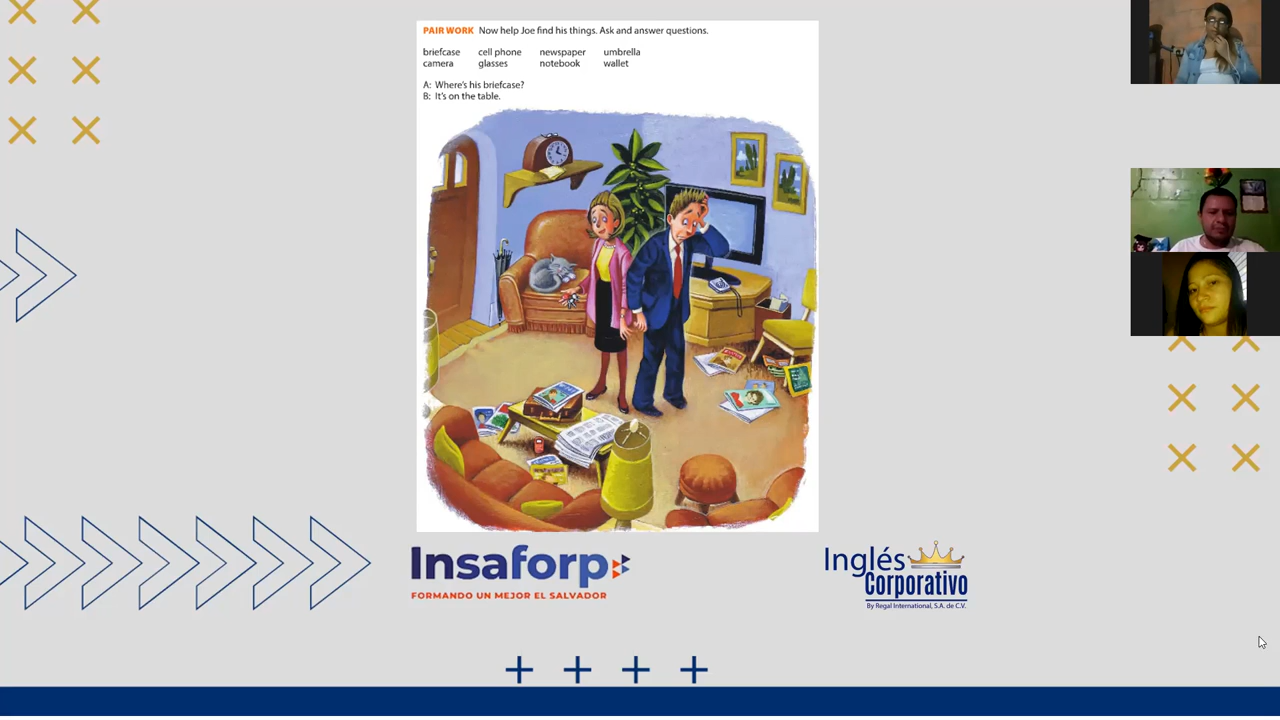 PAIR WORK Now help Joe find his things. Ask and answer questions.
briefcase cell phone newspaper umbrella
camera glasses notebook wallet
A: Where's his briefcase?
B: It's on the table.
Insaforp
FORMANDO UN MEJOR EL SALVADOR
Inglés
Corporativo
By Regal International, S.A. de C.V.